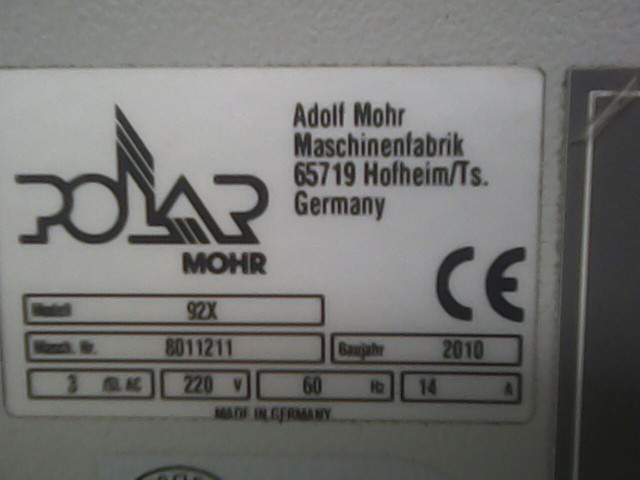 POLAR
MOHR
Adolf Mohr
Maschinenfabrik
65719 Hofheim/Ts.
Germany
CE
Modell 92X
Masch. Nr. 8011211 Baujahr 2010
3 AC 220 V 60 Hz 14 A
MADE IN GERMANY